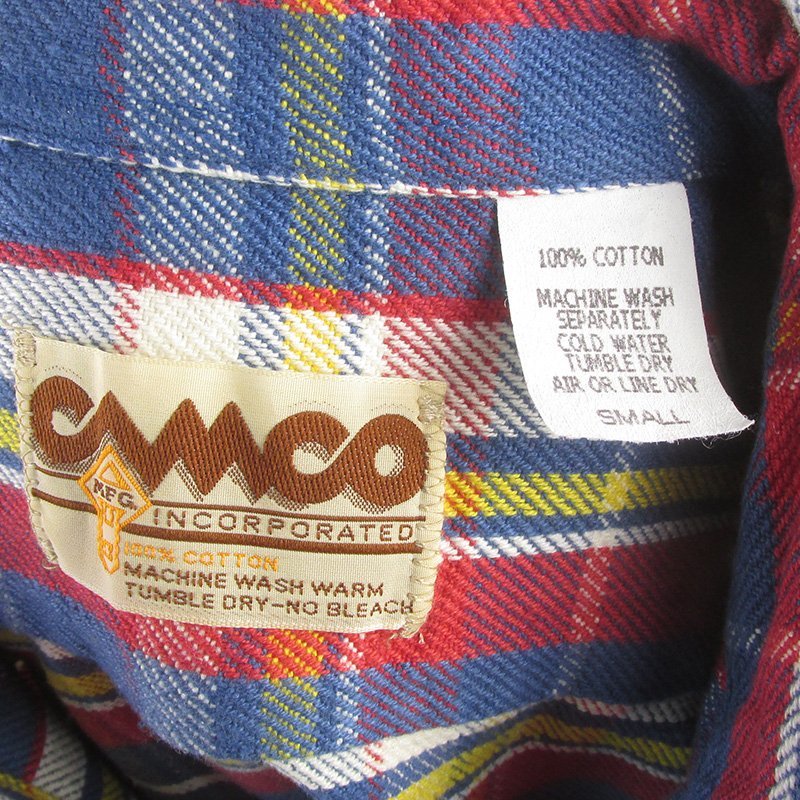 100% COTTON
MACHINE WASH
SEPARATELY
COLD WATER
TUMBLE DRY
AIR OR LINE DRY
SMALL
CAMCO
MFG.
INCORPORATED
100% COTTON
MACHINE WASH WARM
TUMBLE DRY–NO BLEACH